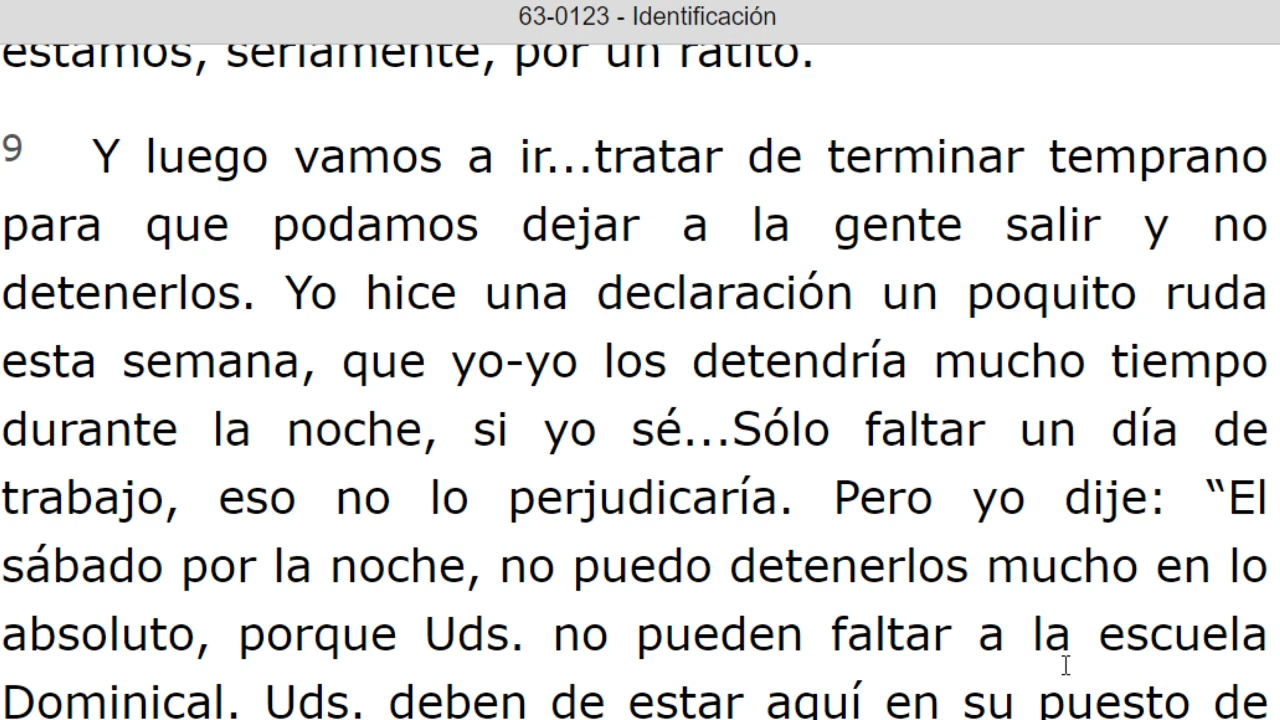 63-0123 - Identificación
estamos, seriamente, por un ratito.
9 Y luego vamos a ir...tratar de terminar temprano
para que podamos dejar a la gente salir y no
detenerlos. Yo hice una declaración un poquito ruda
esta semana, que yo-yo los detendría mucho tiempo
durante la noche, si yo sé...Sólo faltar un día de
trabajo, eso no lo perjudicaría. Pero yo dije: “El
sábado por la noche, no puedo detenerlos mucho en lo
absoluto, porque Uds. no pueden faltar a la escuela
Dominical. Uds. deben de estar aquí en su puesto de